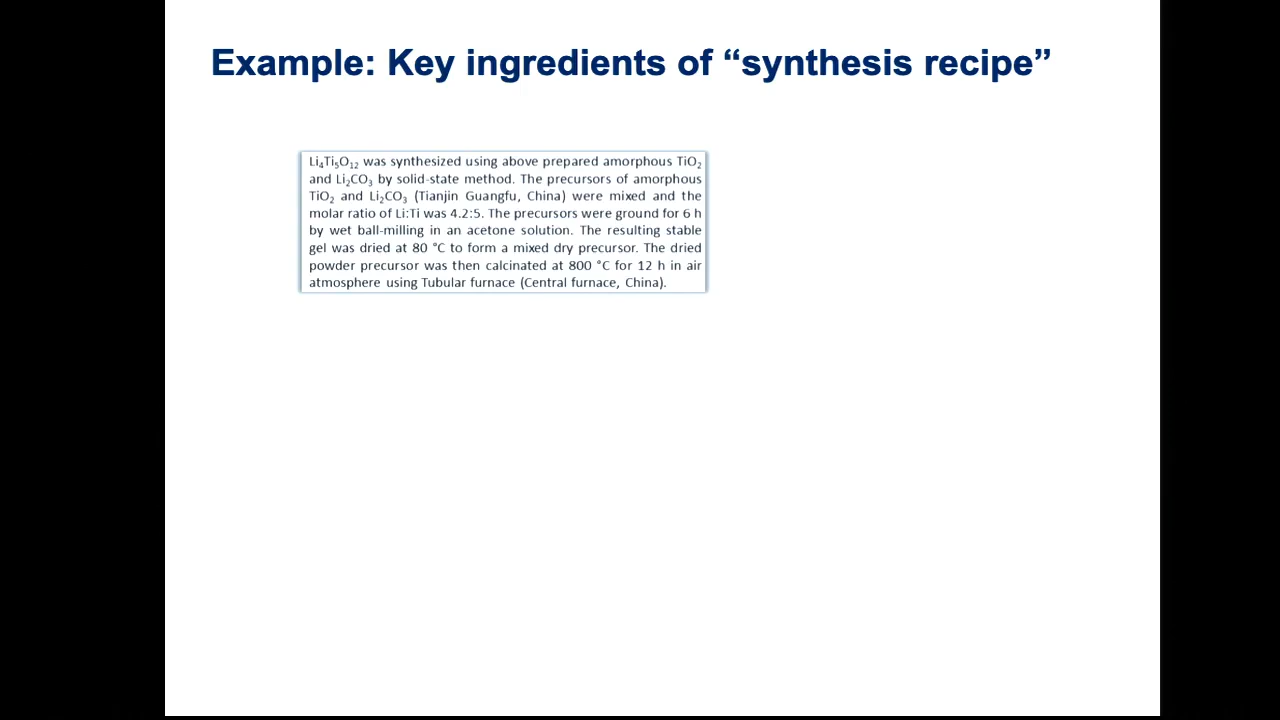 Example: Key ingredients of “synthesis recipe”
Li₄Ti₅O₁₂ was synthesized using above prepared amorphous TiO₂
and Li₂CO₃ by solid-state method. The precursors of amorphous
TiO₂ and Li₂CO₃ (Tianjin Guangfu, China) were mixed and the
molar ratio of Li:Ti was 4.2:5. The precursors were ground for 6 h
by wet ball-milling in an acetone solution. The resulting stable
gel was dried at 80 °C to form a mixed dry precursor. The dried
powder precursor was then calcinated at 800 °C for 12 h in air
atmosphere using Tubular furnace (Central furnace, China).